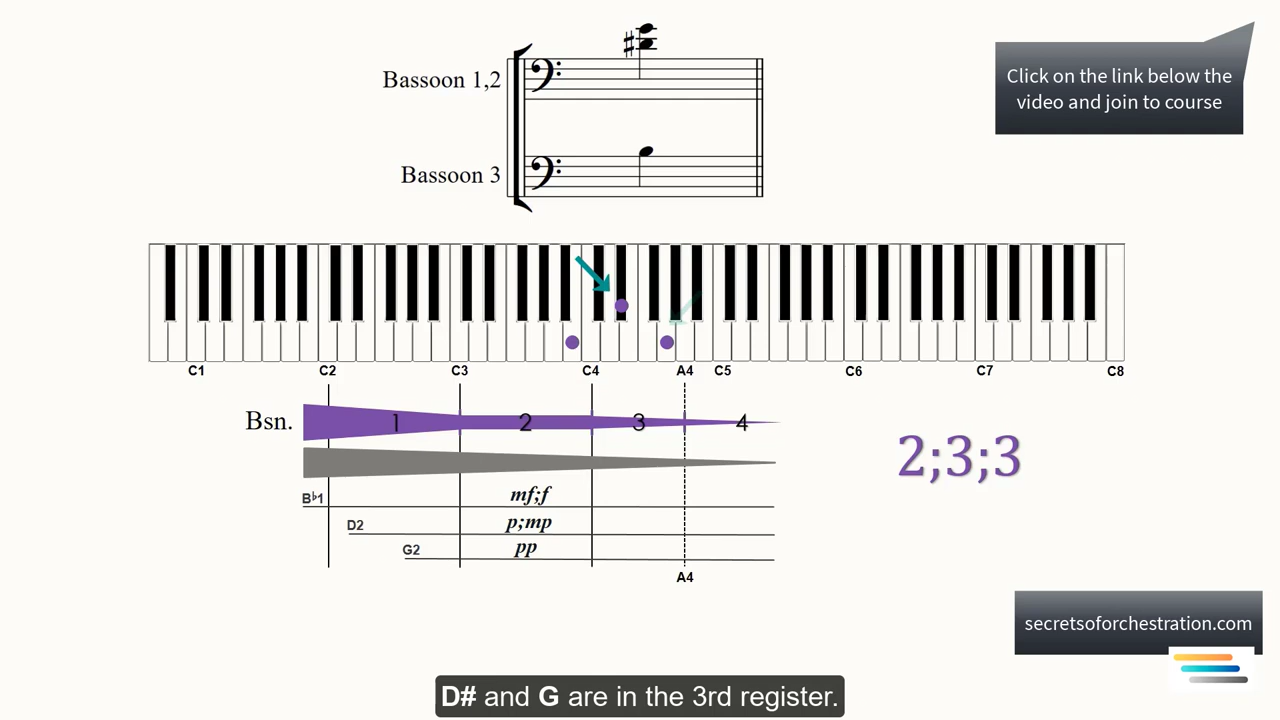 Bassoon 1,2
Bassoon 3
Click on the link below the
video and join to course
C1 C2 C3 C4 A4 C5 C6 C7 C8
Bsn. 1 2 3 4
2;3;3
B♭1 mf;f
D2 p;mp
G2 pp
A4
secretsoforchestration.com
D# and G are in the 3rd register.